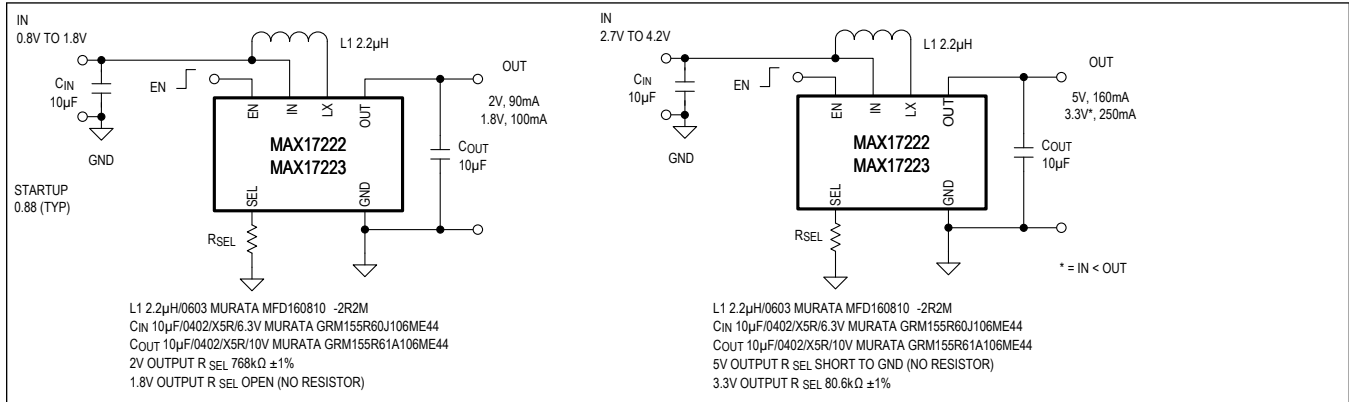 IN
0.8V TO 1.8V
L1 2.2µH
CIN
10µF
EN
EN
IN
LX
OUT
OUT
2V, 90mA
1.8V, 100mA
MAX17222
MAX17223
COUT
10µF
GND
SEL
GND
STARTUP
0.88 (TYP)
RSEL
L1 2.2µH/0603 MURATA MFD160810 -2R2M
CIN 10µF/0402/X5R/6.3V MURATA GRM155R60J106ME44
COUT 10µF/0402/X5R/10V MURATA GRM155R61A106ME44
2V OUTPUT R SEL 768kΩ ±1%
1.8V OUTPUT R SEL OPEN (NO RESISTOR)
IN
2.7V TO 4.2V
L1 2.2µH
CIN
10µF
EN
EN
IN
LX
OUT
OUT
5V, 160mA
3.3V*, 250mA
MAX17222
MAX17223
COUT
10µF
GND
SEL
GND
RSEL
* = IN < OUT
L1 2.2µH/0603 MURATA MFD160810 -2R2M
CIN 10µF/0402/X5R/6.3V MURATA GRM155R60J106ME44
COUT 10µF/0402/X5R/10V MURATA GRM155R61A106ME44
5V OUTPUT R SEL SHORT TO GND (NO RESISTOR)
3.3V OUTPUT R SEL 80.6kΩ ±1%